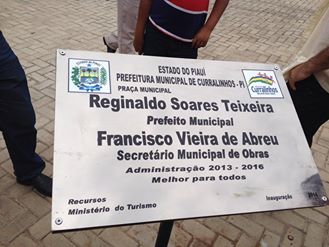 ESTADO DO PIAUÍ
PREFEITURA MUNICIPAL DE CURRALINHOS - PI
PRAÇA MUNICIPAL
Curralinhos
Reginaldo Soares Teixeira
Prefeito Municipal
Francisco Vieira de Abreu
Secretário Municipal de Obras
Administração 2013 - 2016
Melhor para todos
Recursos
Ministério do Turismo
Inauguração